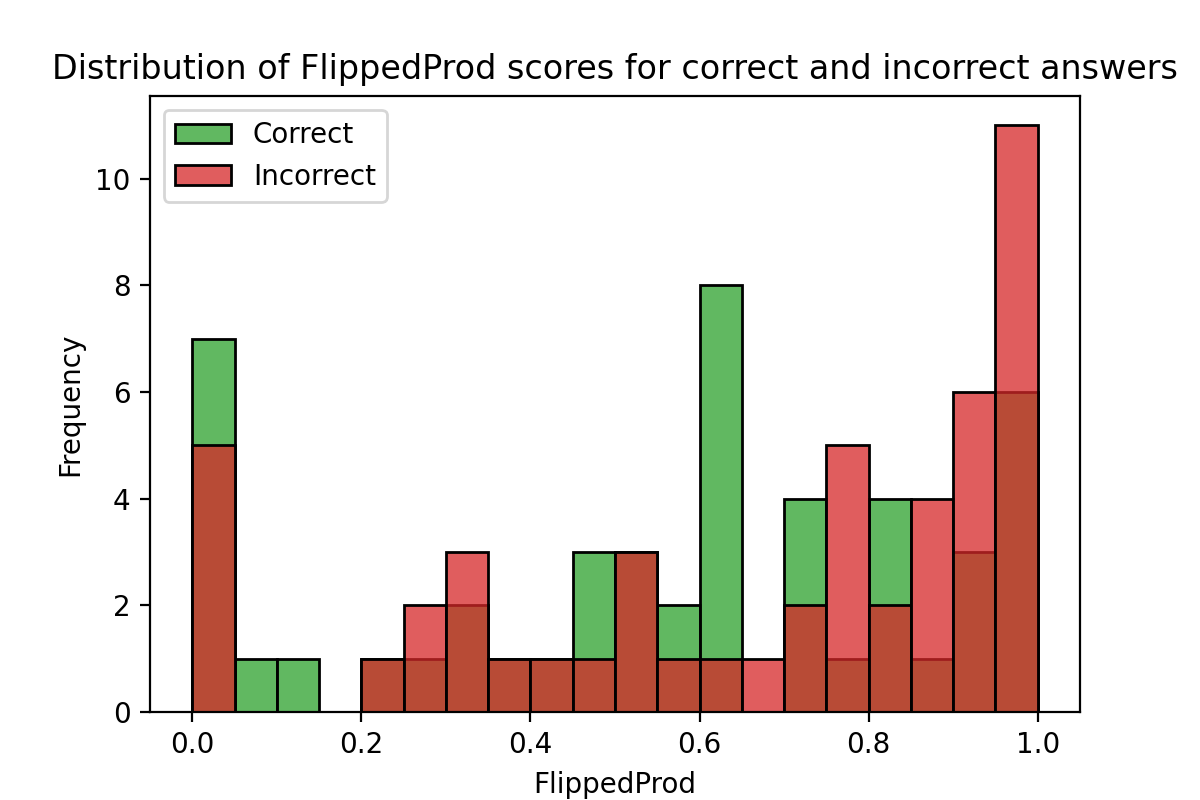 Distribution of FlippedProd scores for correct and incorrect answers
Correct
Incorrect
10
8
6
4
2
0
Frequency
0.0 0.2 0.4 0.6 0.8 1.0
FlippedProd